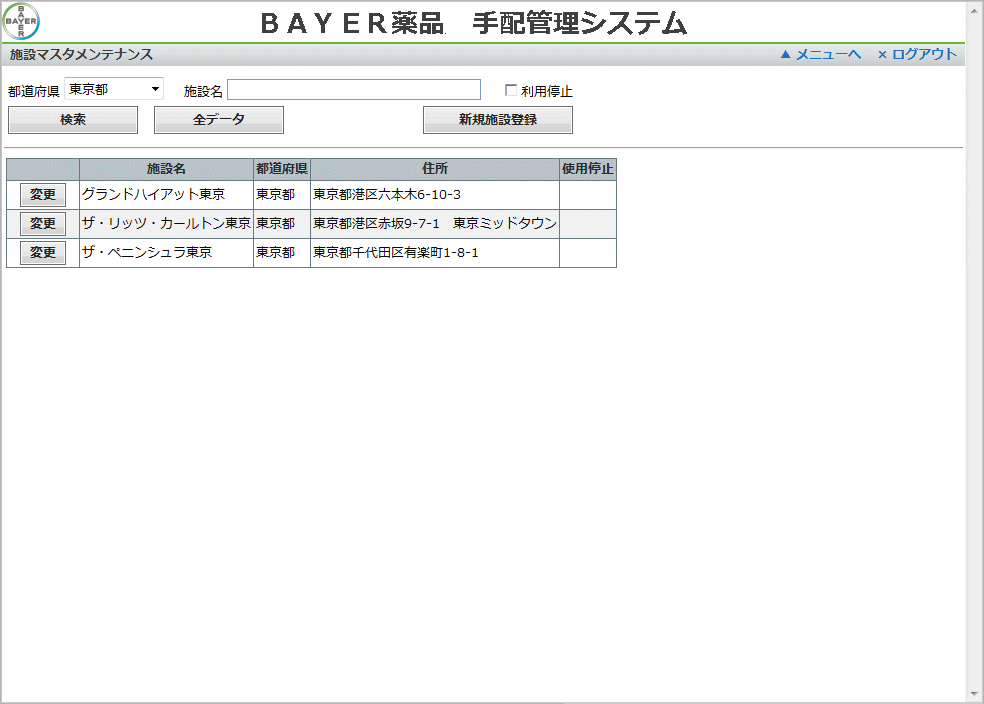 BAYER
BAYER
ＢＡＹＥＲ薬品　手配管理システム
施設マスタメンテナンス ▲ メニューへ × ログアウト
都道府県 東京都 施設名 利用停止
検索 全データ 新規施設登録
施設名 都道府県 住所 使用停止
変更 グランドハイアット東京 東京都 東京都港区六本木6-10-3
変更 ザ・リッツ・カールトン東京 東京都 東京都港区赤坂9-7-1　東京ミッドタウン
変更 ザ・ペニンシュラ東京 東京都 東京都千代田区有楽町1-8-1